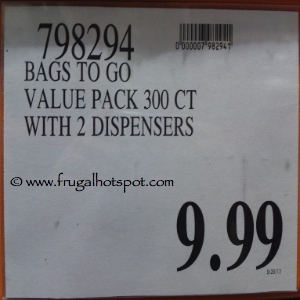 798294
0000007982941
BAGS TO GO
VALUE PACK 300 CT
WITH 2 DISPENSERS
© www.frugalhotspot.com
9.99